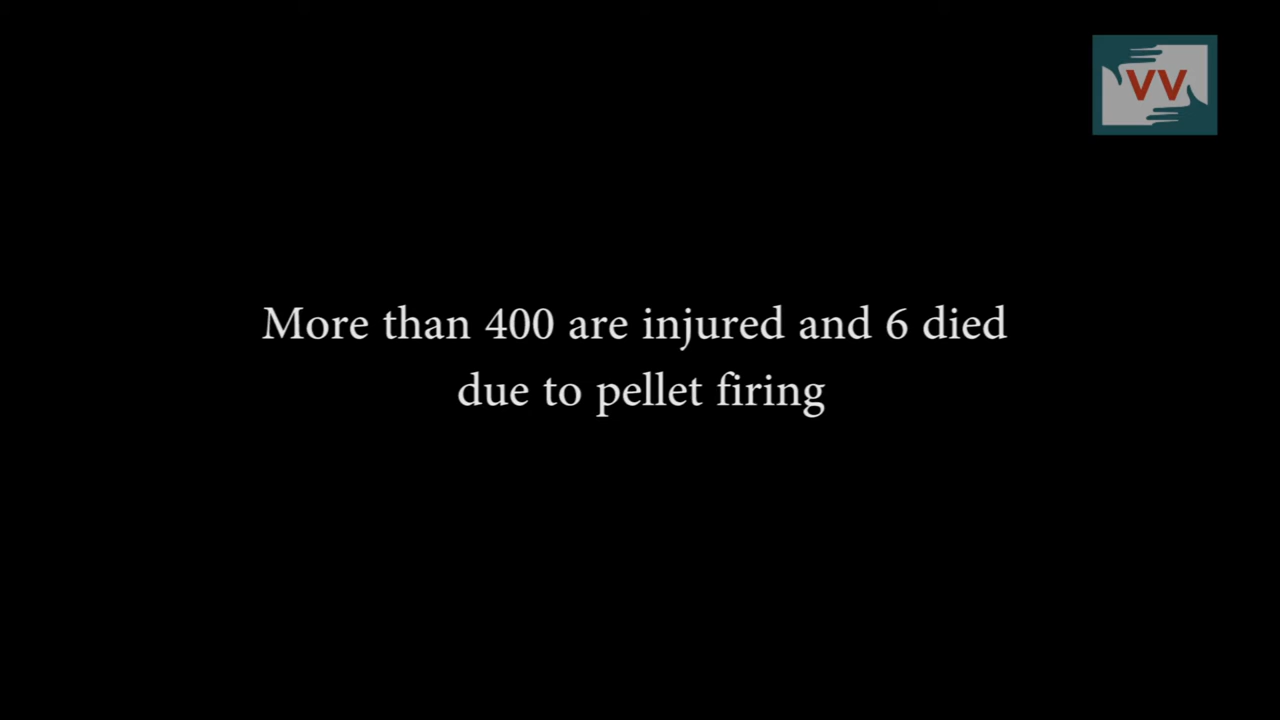 VV
More than 400 are injured and 6 died
due to pellet firing